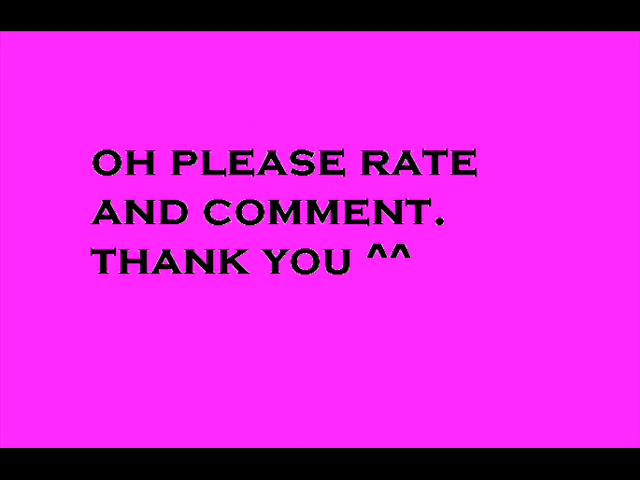 OH PLEASE RATE
AND COMMENT.
THANK YOU ^^